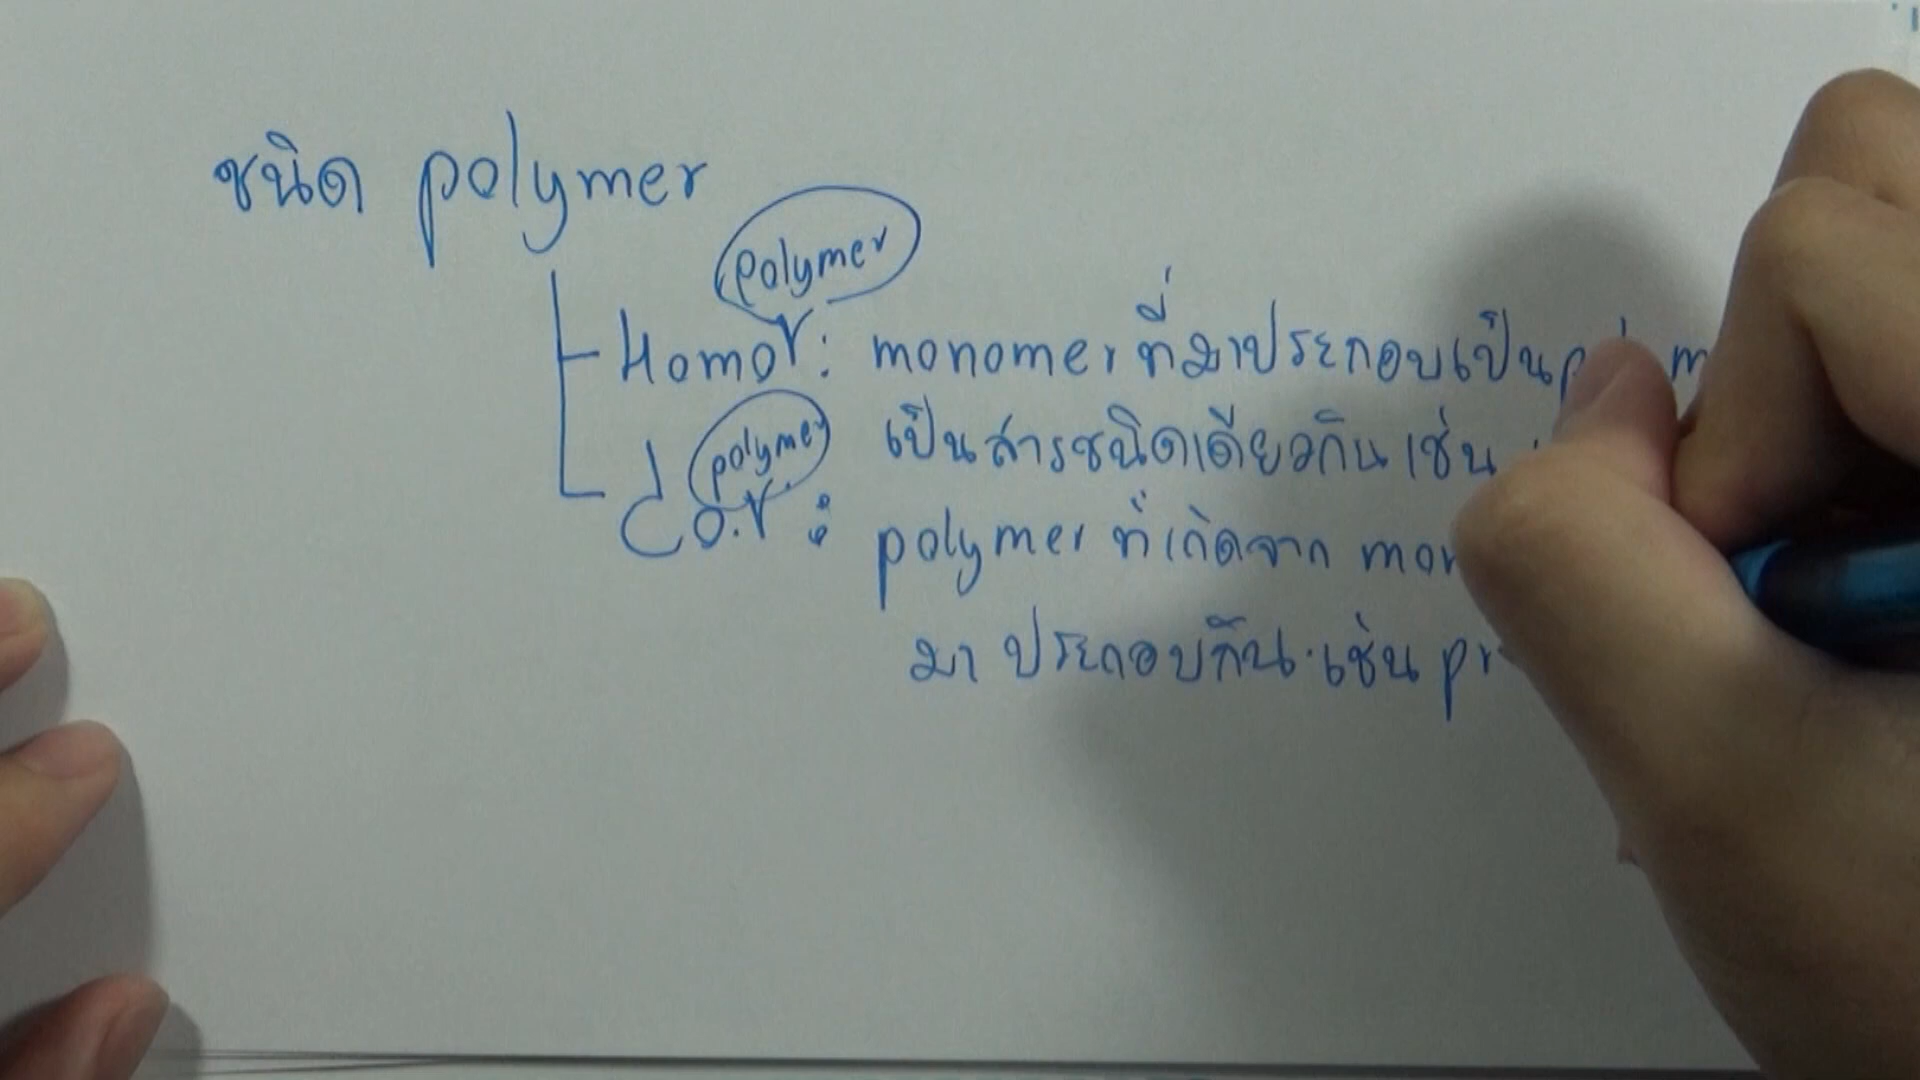 ชนิด polymer
polymer
Homo : monomer ที่มาประกอบเป็น
polymer เป็นสารชนิดเดียวกัน เช่น
Co. : polymer ที่เกิดจาก
มาประกอบกัน เช่น